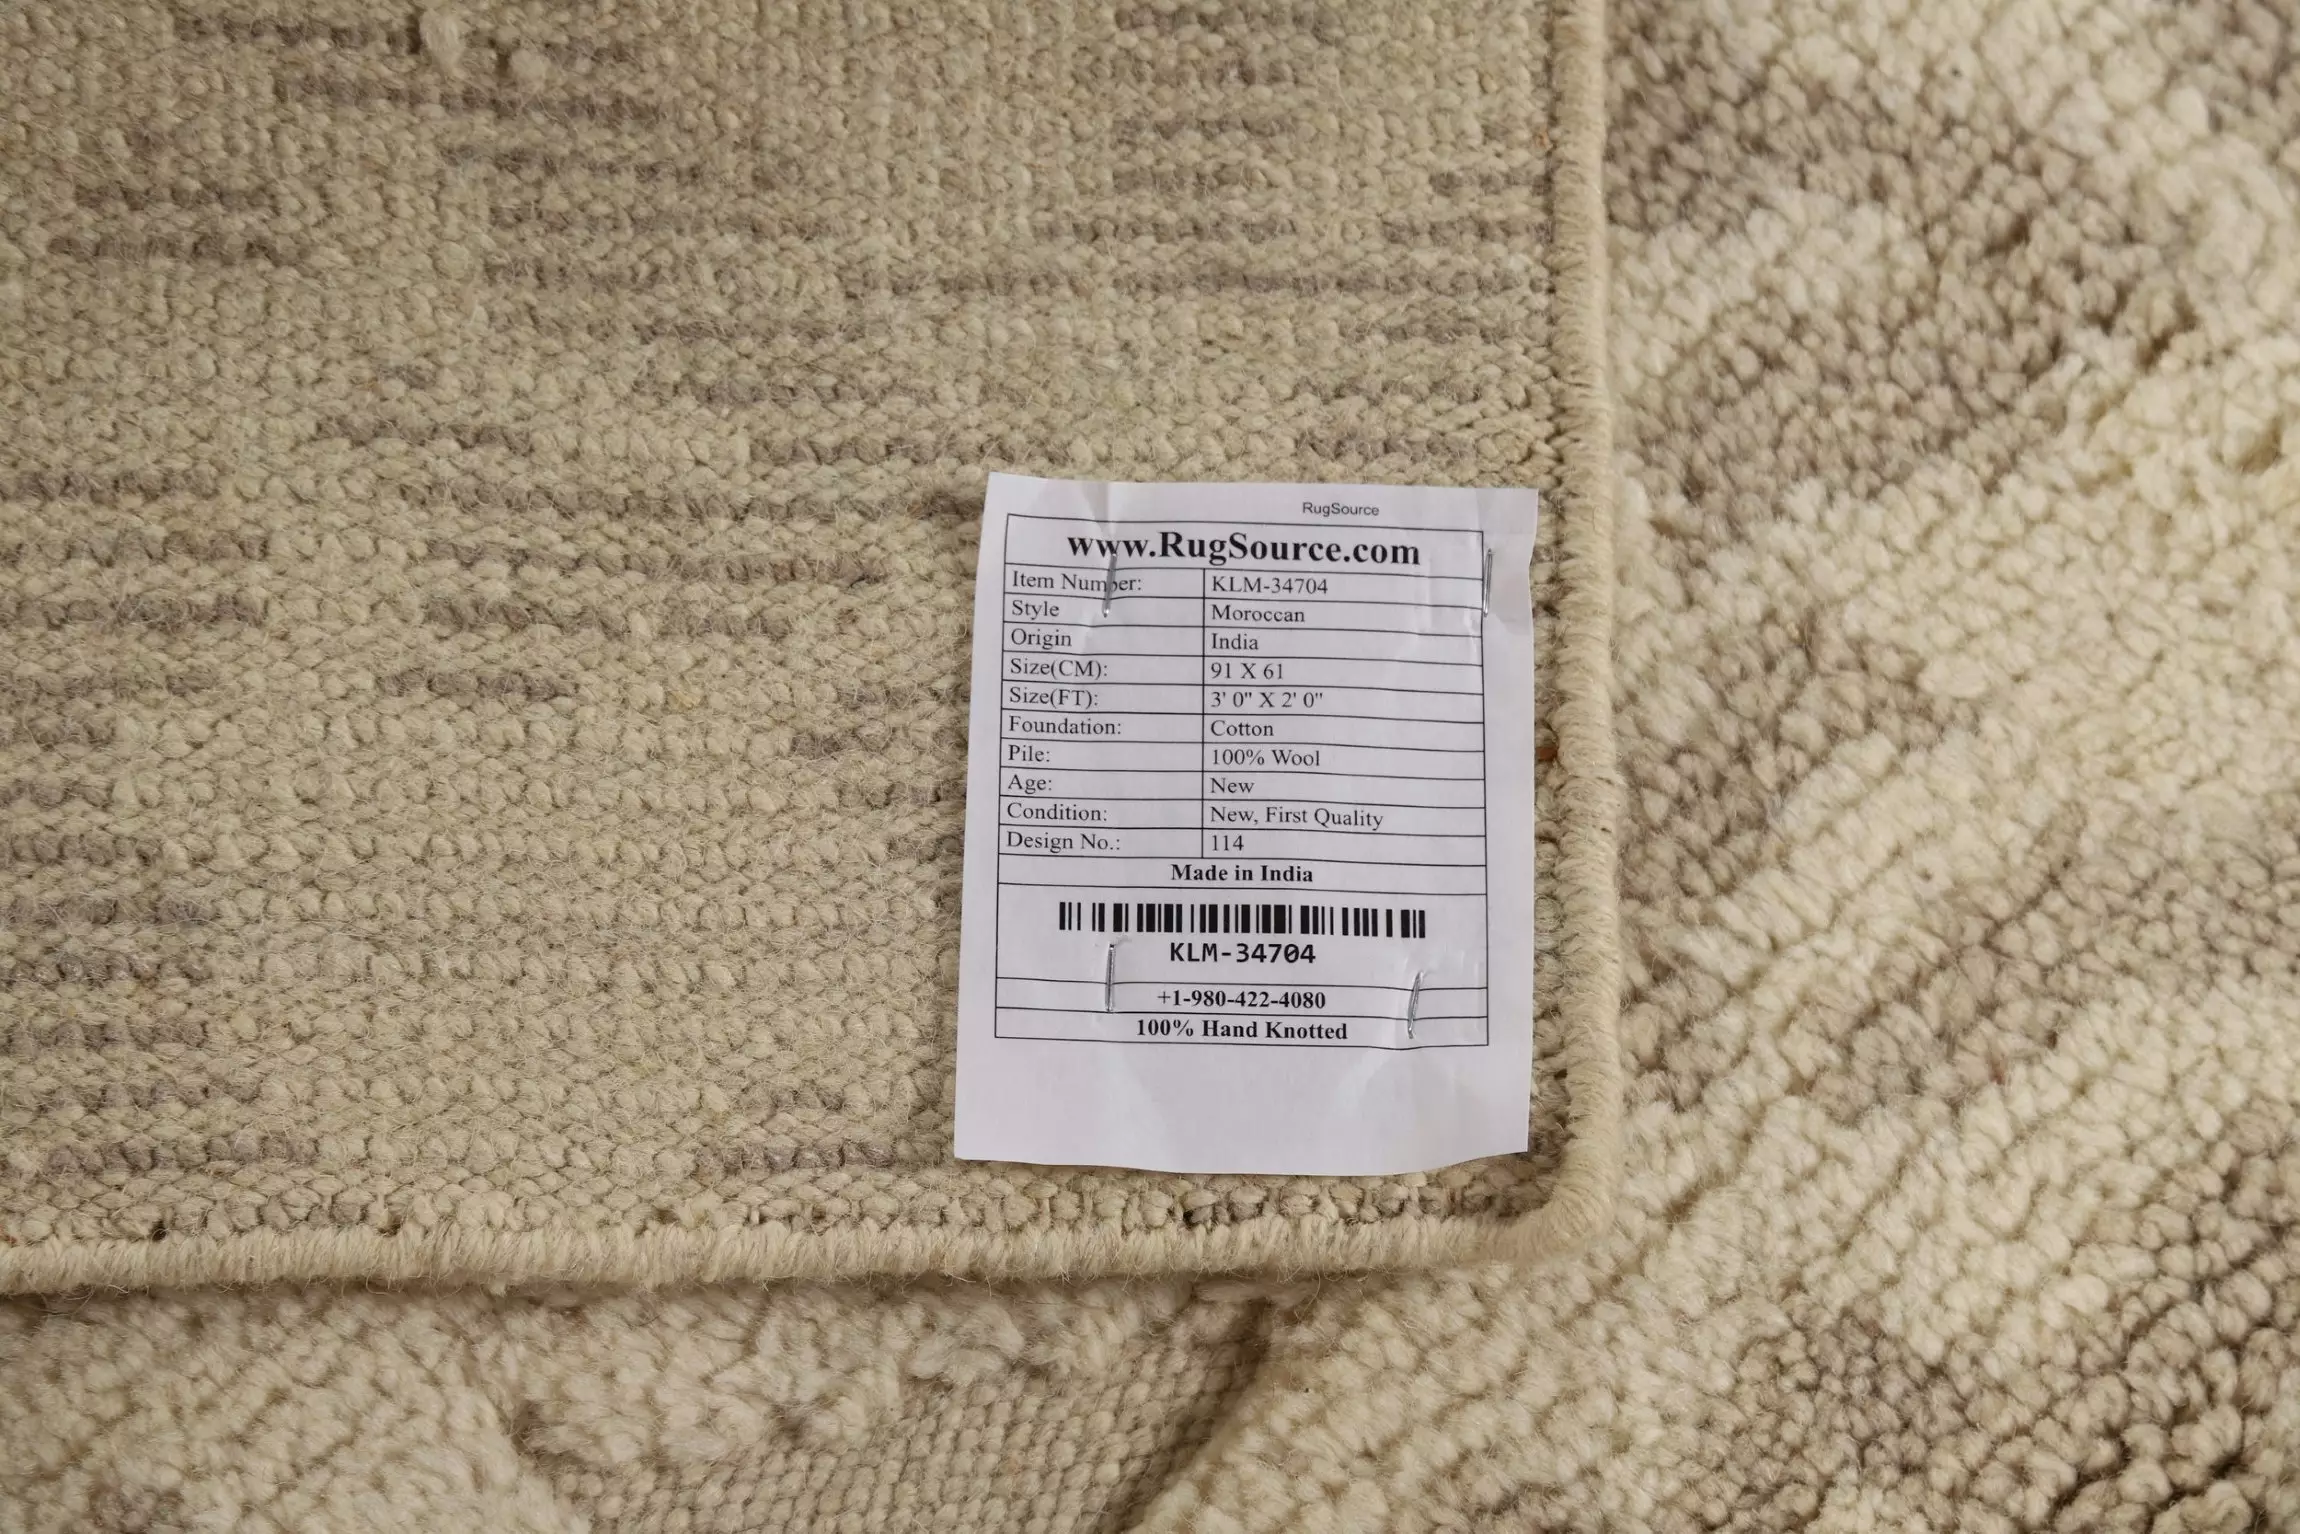 RugSource
www.RugSource.com
Item Number: KLM-34704
Style Moroccan
Origin India
Size(CM): 91 X 61
Size(FT): 3' 0" X 2' 0"
Foundation: Cotton
Pile: 100% Wool
Age: New
Condition: New, First Quality
Design No.: 114
Made in India
KLM-34704
+1-980-422-4080
100% Hand Knotted